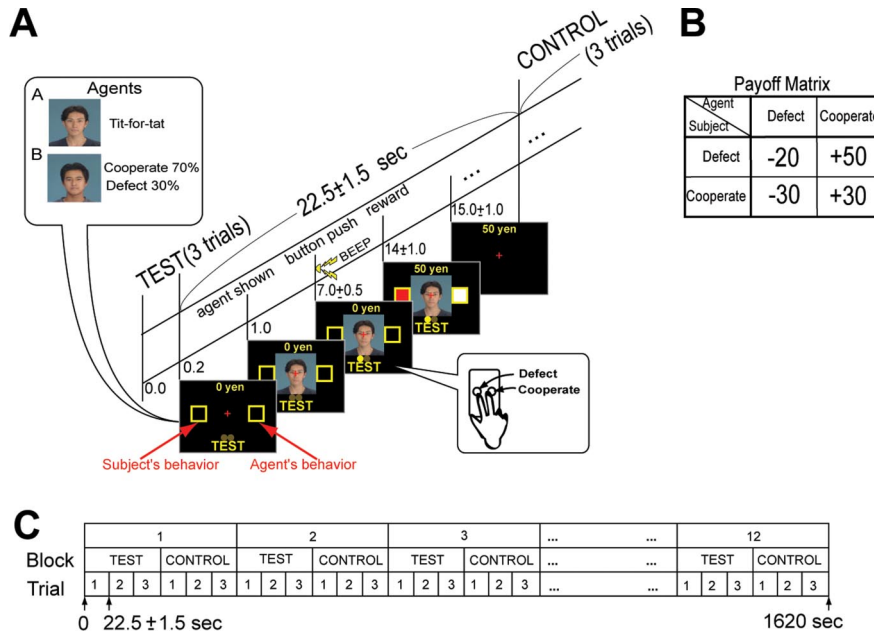 A
B
Agents
A
Tit-for-tat
B
Cooperate 70%
Defect 30%
TEST(3 trials)
22.5±1.5 sec
CONTROL
(3 trials)
agent shown
button push
reward
...
...
BEEP
0.0
0.2
1.0
7.0±0.5
14±1.0
15.0±1.0
0 yen
TEST
0 yen
TEST
0 yen
TEST
50 yen
TEST
50 yen
Subject's behavior
Agent's behavior
Defect
Cooperate
Payoff Matrix
Agent
Subject
Defect
Cooperate
Defect
-20
+50
Cooperate
-30
+30
C
1 2 3 ... ... 12
Block TEST CONTROL TEST CONTROL TEST CONTROL ... ... TEST CONTROL
Trial 1 2 3 1 2 3 1 2 3 1 2 3 1 2 3 1 2 3 ... ... 1 2 3 1 2 3
0 22.5 ± 1.5 sec 1620 sec